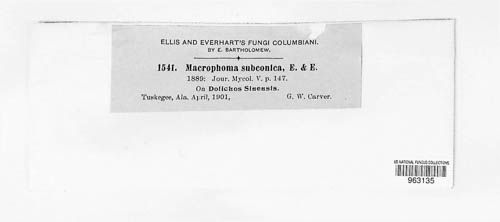 ELLIS AND EVERHART'S FUNGI COLUMBIANI.
BY E. BARTHOLOMEW.
1541. Macrophoma subconica, E. & E.
1889: Jour. Mycol. V. p. 147.
On Dolichos Sinensis.
Tuskegee, Ala. April, 1901, G. W. Carver.
US NATIONAL FUNGUS COLLECTIONS
963135